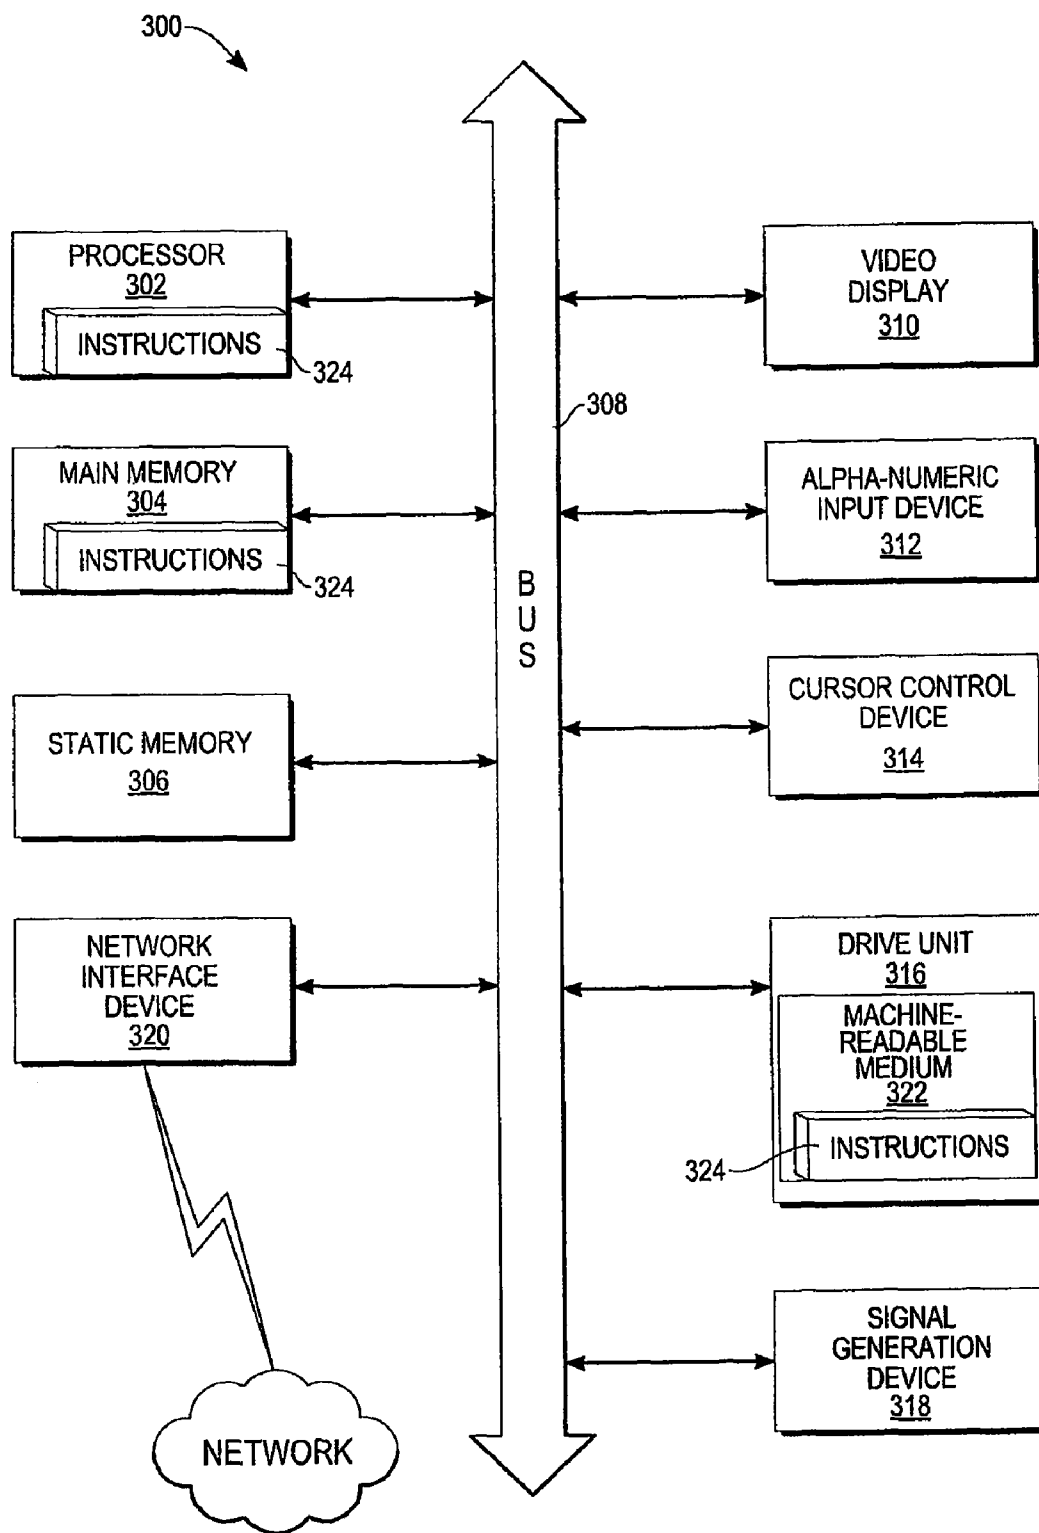 300
PROCESSOR
302
INSTRUCTIONS
324
MAIN MEMORY
304
INSTRUCTIONS
324
STATIC MEMORY
306
NETWORK
INTERFACE
DEVICE
320
NETWORK
BUS
308
VIDEO
DISPLAY
310
ALPHA-NUMERIC
INPUT DEVICE
312
CURSOR CONTROL
DEVICE
314
DRIVE UNIT
316
MACHINE-
READABLE
MEDIUM
322
INSTRUCTIONS
324
SIGNAL
GENERATION
DEVICE
318